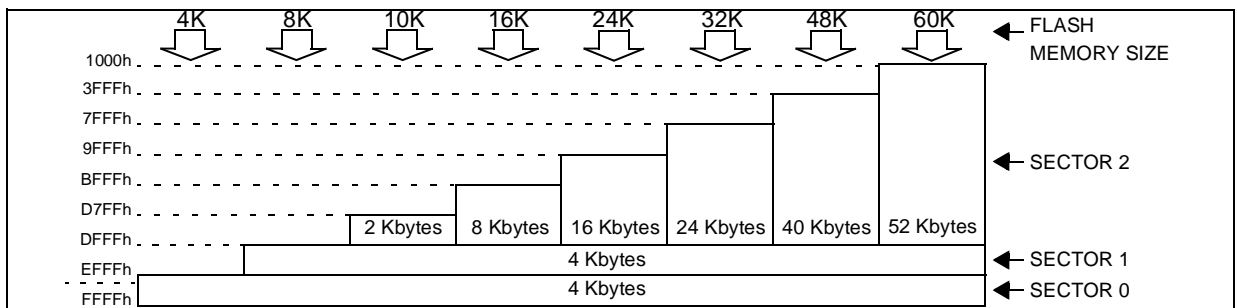 4K 8K 10K 16K 24K 32K 48K 60K
FLASH
MEMORY SIZE
1000h
3FFFh
7FFFh
9FFFh
SECTOR 2
BFFFh
D7FFh
2 Kbytes 8 Kbytes 16 Kbytes 24 Kbytes 40 Kbytes 52 Kbytes
DFFFh
4 Kbytes
SECTOR 1
EFFFh
4 Kbytes
SECTOR 0
FFFFh